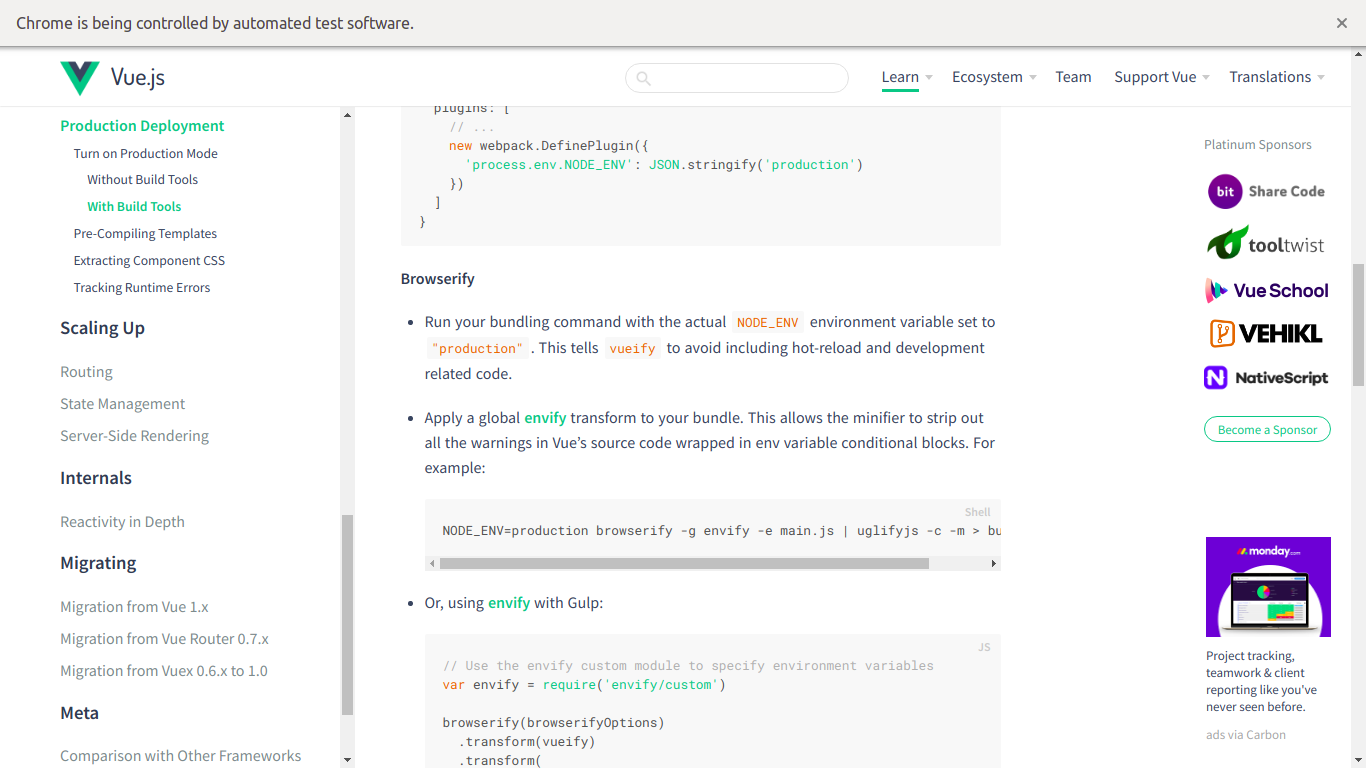 Chrome is being controlled by automated test software.
Vue.js
Learn
Ecosystem
Team
Support Vue
Translations
Production Deployment
Turn on Production Mode
Without Build Tools
With Build Tools
Pre-Compiling Templates
Extracting Component CSS
Tracking Runtime Errors
Scaling Up
Routing
State Management
Server-Side Rendering
Internals
Reactivity in Depth
Migrating
Migration from Vue 1.x
Migration from Vue Router 0.7.x
Migration from Vuex 0.6.x to 1.0
Meta
Comparison with Other Frameworks
plugins: [
// ...
new webpack.DefinePlugin({
'process.env.NODE_ENV': JSON.stringify('production')
})
]
}
Browserify
Run your bundling command with the actual NODE_ENV environment variable set to
"production" . This tells vueify to avoid including hot-reload and development
related code.
Apply a global envify transform to your bundle. This allows the minifier to strip out
all the warnings in Vue’s source code wrapped in env variable conditional blocks. For
example:
Shell
NODE_ENV=production browserify -g envify -e main.js | uglifyjs -c -m > bu
Or, using envify with Gulp:
JS
// Use the envify custom module to specify environment variables
var envify = require('envify/custom')
browserify(browserifyOptions)
.transform(vueify)
.transform(
Platinum Sponsors
bit Share Code
tooltwist
Vue School
VEHIKL
NativeScript
Become a Sponsor
monday.com
Project tracking,
teamwork & client
reporting like you've
never seen before.
ads via Carbon